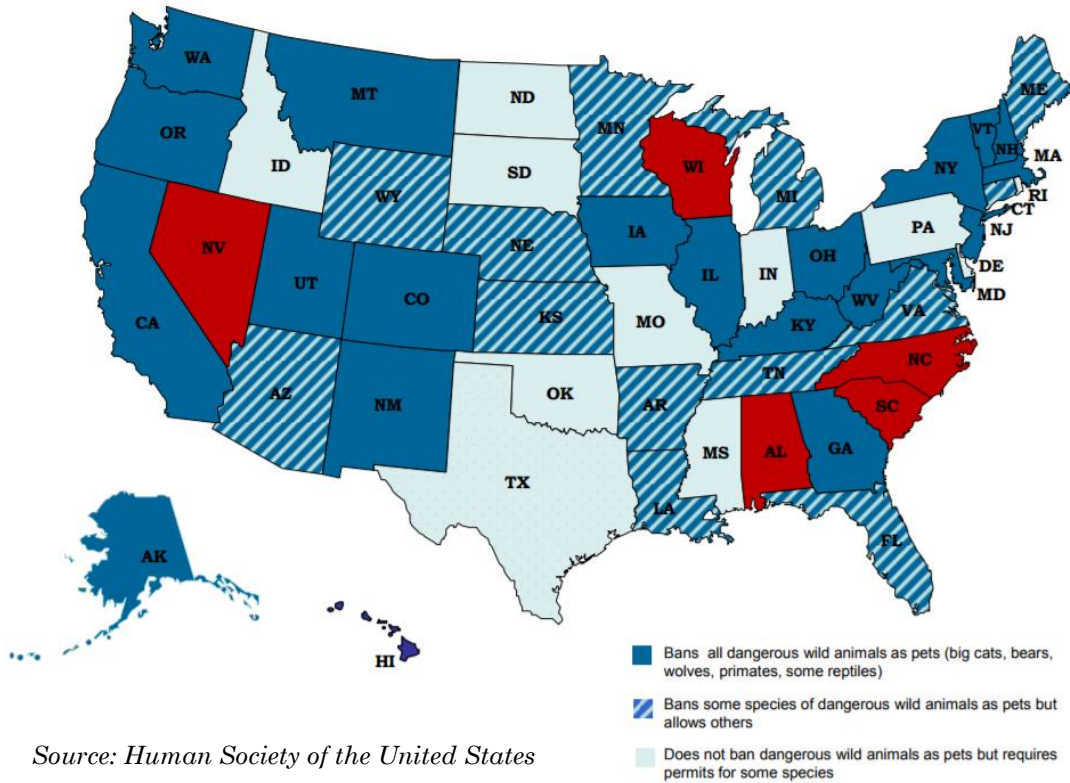 WA
MT
ND
MN
ME
OR
ID
SD
WI
VT
NH
MA
NY
WY
MI
RI
CT
NV
NE
IA
PA
NJ
UT
CO
IL
IN
OH
DE
MD
CA
KS
MO
KY
WV
VA
AZ
NM
OK
AR
TN
NC
SC
TX
MS
AL
GA
LA
FL
AK
HI
Bans all dangerous wild animals as pets (big cats, bears,
wolves, primates, some reptiles)
Bans some species of dangerous wild animals as pets but
allows others
Does not ban dangerous wild animals as pets but requires
permits for some species
Source: Human Society of the United States